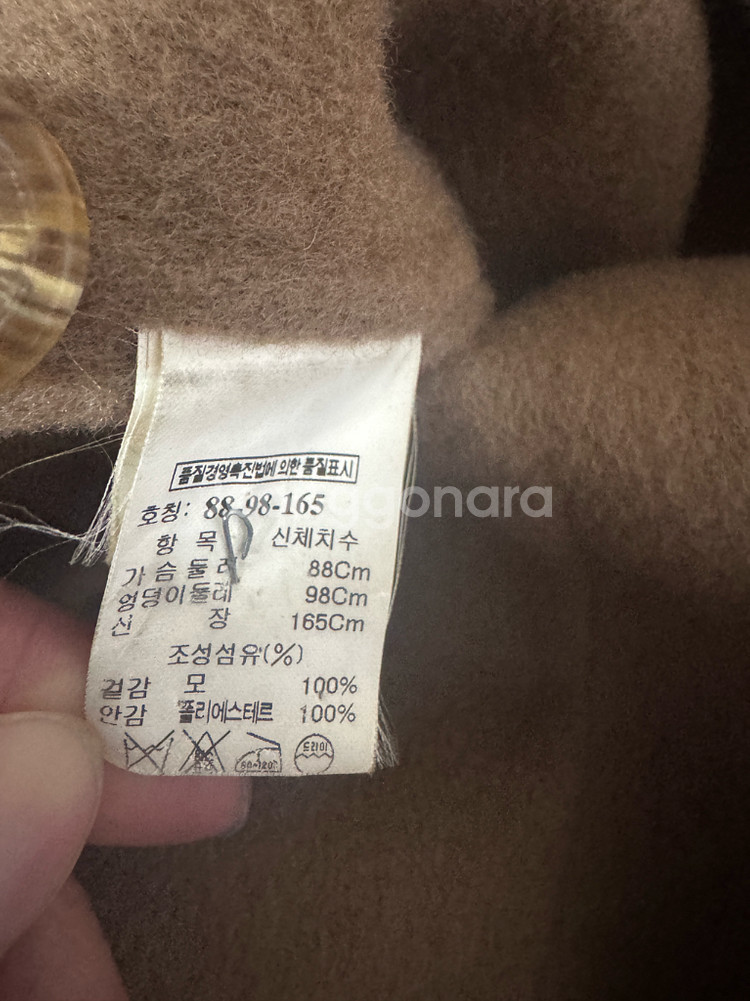 품질경영촉진법에 의한 품질표시
호칭: 88-98-165
항 목 신체치수
가슴둘레 88Cm
엉덩이둘레 98Cm
신 장 165Cm
조성섬유(%)
겉감 모 100%
안감 폴리에스테르 100%
80~120℃ 드라이
ggonara